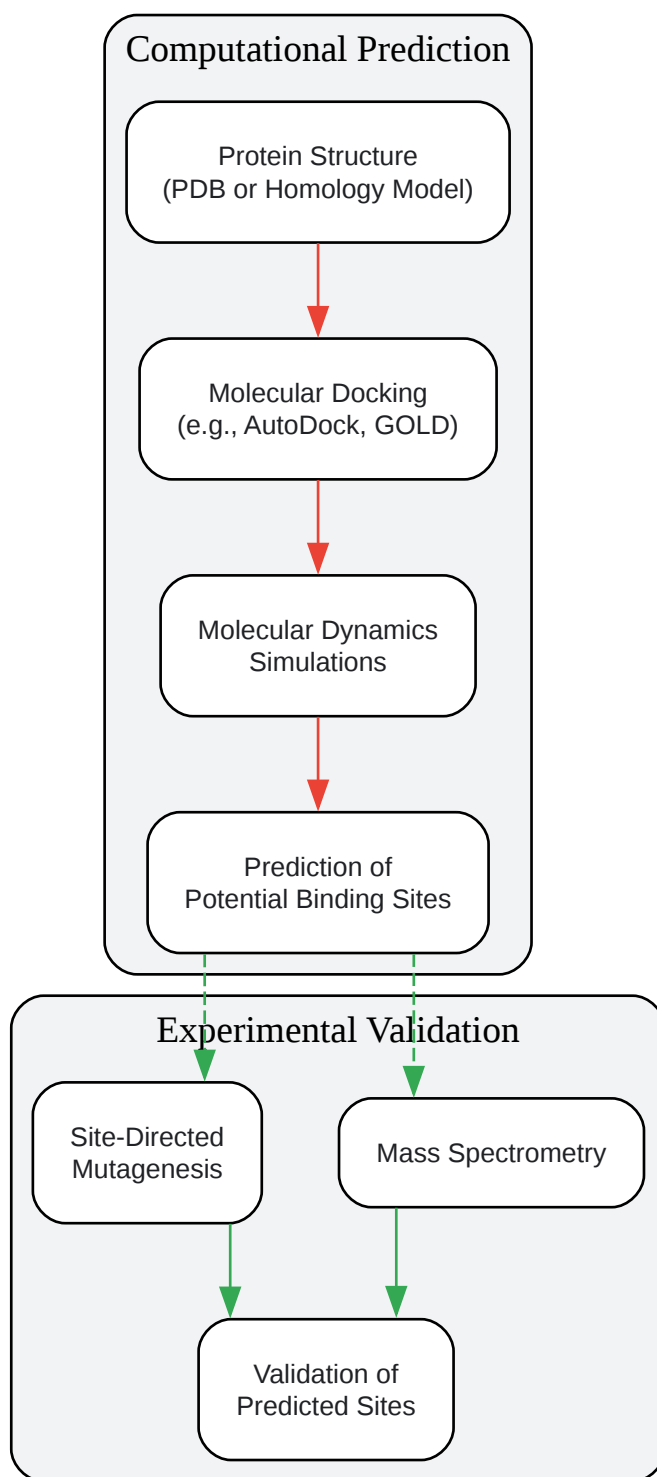 Computational Prediction
Protein Structure
(PDB or Homology Model)
Molecular Docking
(e.g., AutoDock, GOLD)
Molecular Dynamics
Simulations
Prediction of
Potential Binding Sites
Experimental Validation
Site-Directed
Mutagenesis
Mass Spectrometry
Validation of
Predicted Sites